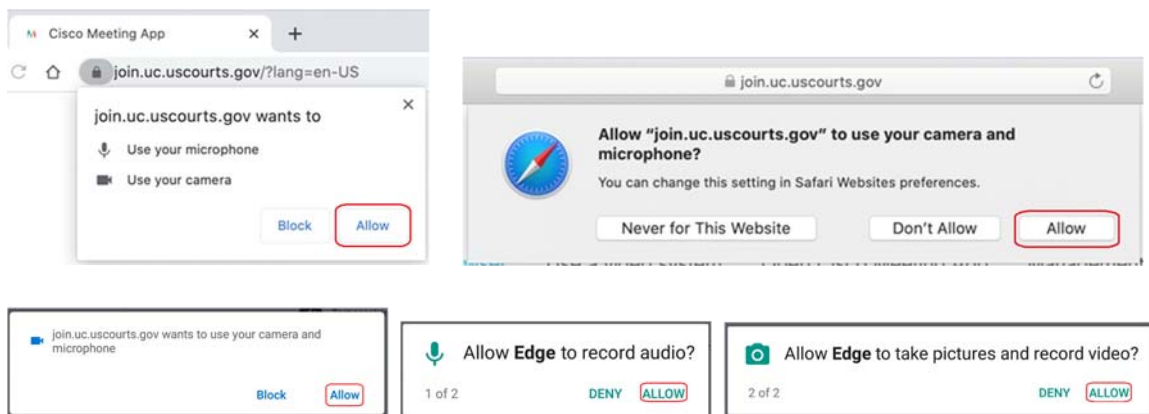 Cisco Meeting App
join.uc.uscourts.gov/?lang=en-US
join.uc.uscourts.gov wants to
Use your microphone
Use your camera
Block Allow
join.uc.uscourts.gov
Allow “join.uc.uscourts.gov” to use your camera and
microphone?
You can change this setting in Safari Websites preferences.
Never for This Website Don't Allow Allow
join.uc.uscourts.gov wants to use your camera and
microphone
Block Allow
Allow Edge to record audio?
1 of 2 DENY ALLOW
Allow Edge to take pictures and record video?
2 of 2 DENY ALLOW